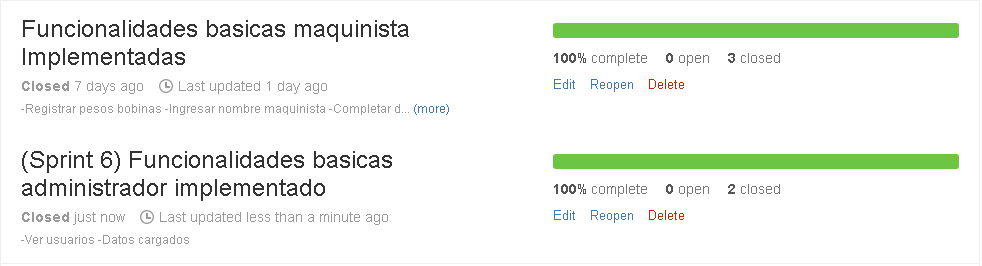 Funcionalidades basicas maquinista
Implementadas
Closed 7 days ago Last updated 1 day ago
-Registrar pesos bobinas -Ingresar nombre maquinista -Completar d... (more)
100% complete 0 open 3 closed
Edit Reopen Delete
(Sprint 6) Funcionalidades basicas
administrador implementado
Closed just now Last updated less than a minute ago
-Ver usuarios -Datos cargados
100% complete 0 open 2 closed
Edit Reopen Delete